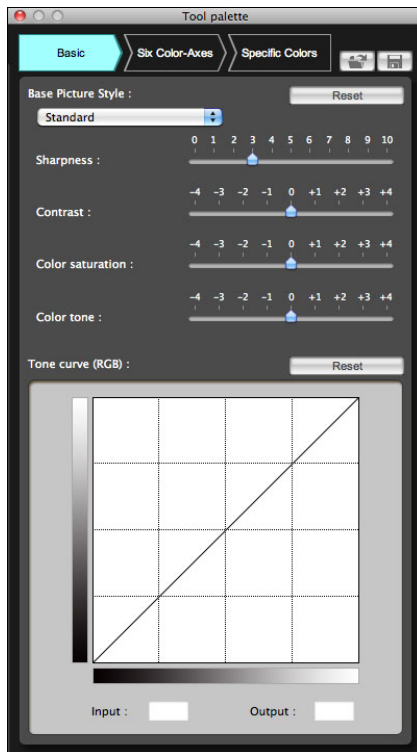 Tool palette
Basic Six Color-Axes Specific Colors
Base Picture Style : Reset
Standard
0 1 2 3 4 5 6 7 8 9 10
Sharpness :
-4 -3 -2 -1 0 +1 +2 +3 +4
Contrast :
-4 -3 -2 -1 0 +1 +2 +3 +4
Color saturation :
-4 -3 -2 -1 0 +1 +2 +3 +4
Color tone :
Tone curve (RGB) : Reset
Input : Output :